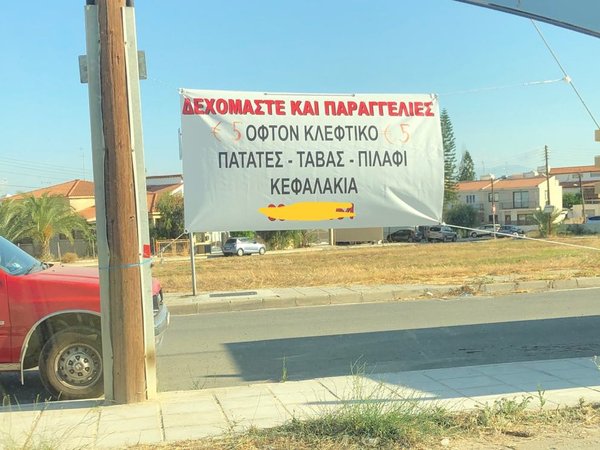 ΔΕΧΟΜΑΣΤΕ ΚΑΙ ΠΑΡΑΓΓΕΛΙΕΣ
€5 ΟΦΤΟΝ ΚΛΕΦΤΙΚΟ €5
ΠΑΤΑΤΕΣ - ΤΑΒΑΣ - ΠΙΛΑΦΙ
ΚΕΦΑΛΑΚΙΑ